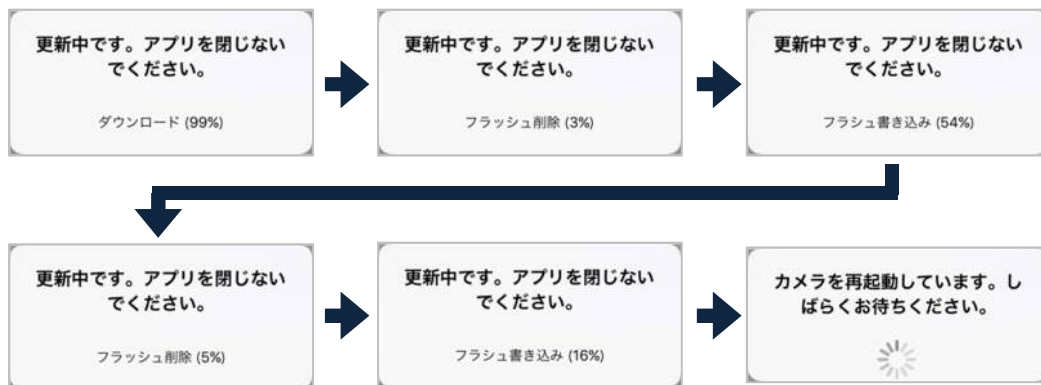 更新中です。アプリを閉じない
でください。
ダウンロード (99%)
更新中です。アプリを閉じない
でください。
フラッシュ削除 (3%)
更新中です。アプリを閉じない
でください。
フラシュ書き込み (54%)
更新中です。アプリを閉じない
でください。
フラッシュ削除 (5%)
更新中です。アプリを閉じない
でください。
フラシュ書き込み (16%)
カメラを再起動しています。し
ばらくお待ちください。